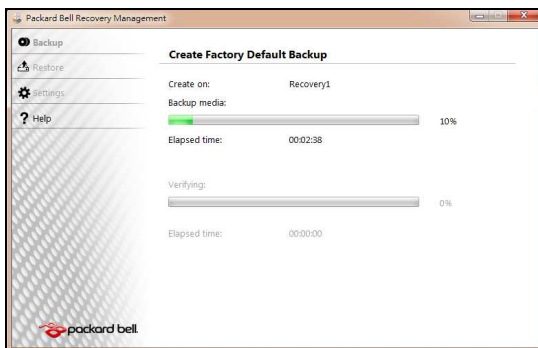 Packard Bell Recovery Management
Backup
Restore
Settings
Help
Create Factory Default Backup
Create on: Recovery1
Backup media:
10%
Elapsed time: 00:02:38
Verifying:
0%
Elapsed time: 00:00:00
packard bell